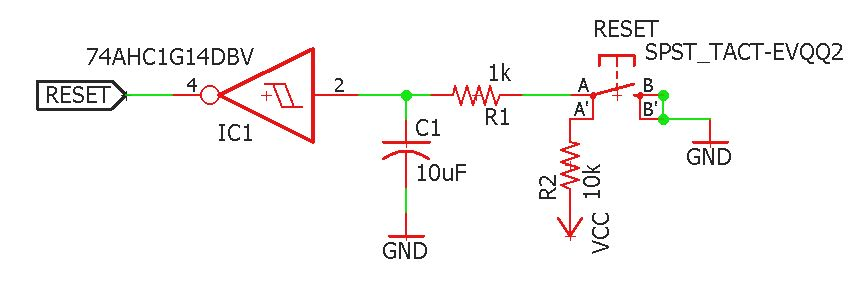 RESET
74AHC1G14DBV
SPST_TACT-EVQQ2
RESET
4
2
1k
A
B
A'
B'
IC1
C1
R1
10uF
R2
10k
GND
GND
VCC